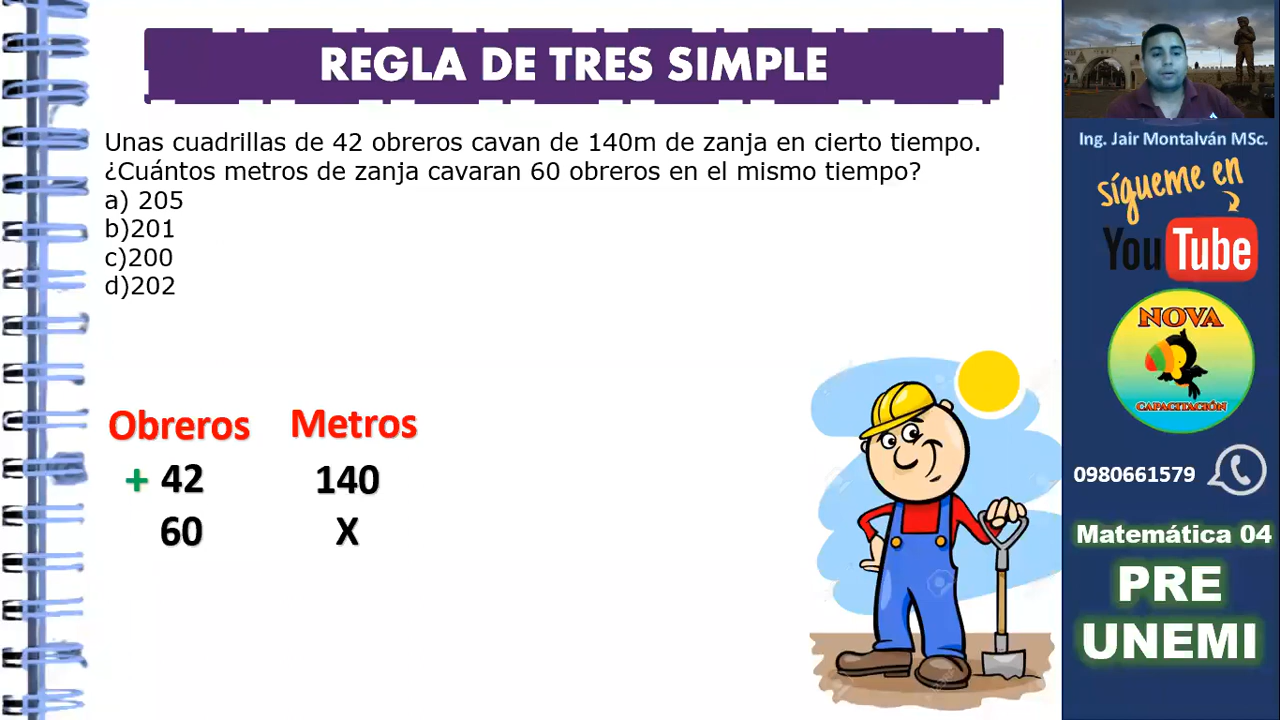 REGLA DE TRES SIMPLE
Unas cuadrillas de 42 obreros cavan de 140m de zanja en cierto tiempo.
¿Cuántos metros de zanja cavaran 60 obreros en el mismo tiempo?
a) 205
b)201
c)200
d)202
Obreros Metros
+ 42 140
60 X
Ing. Jair Montalván MSc.
sígueme en
YouTube
NOVA
CAPACITACIÓN
0980661579
Matemática 04
PRE
UNEMI